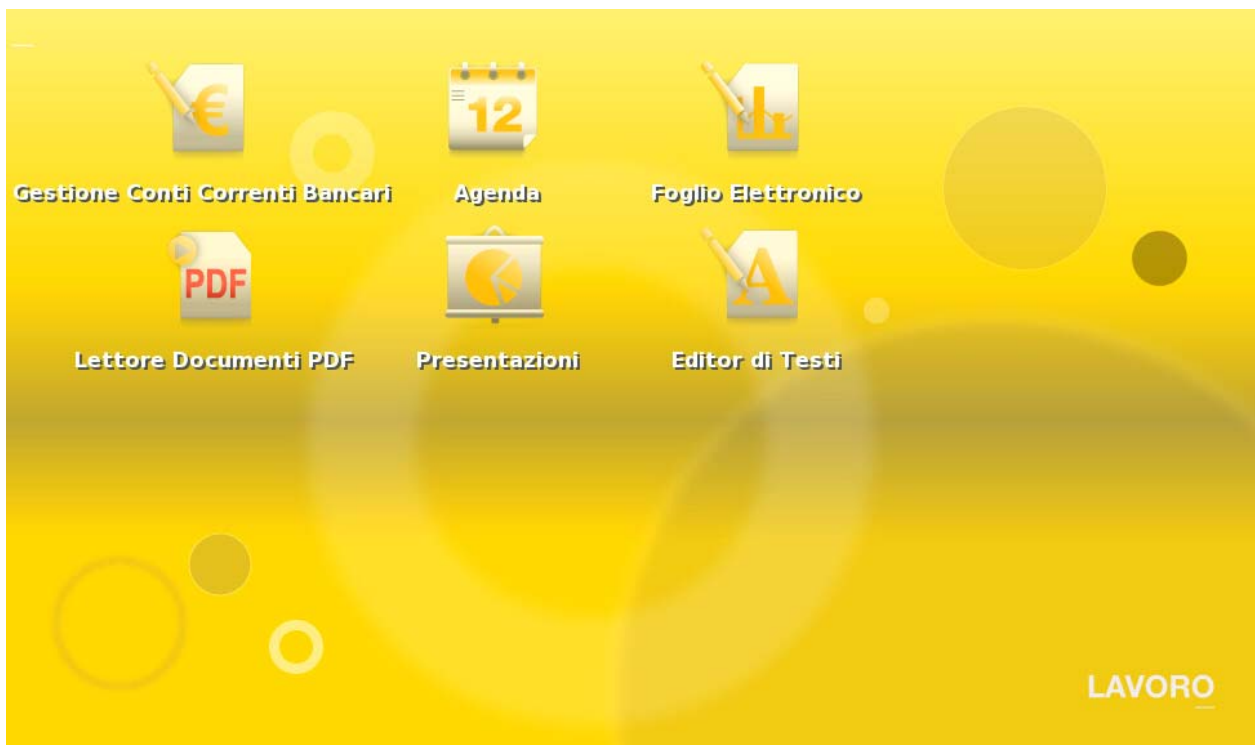 €
12
Gestione Conti Correnti Bancari
Agenda
Foglio Elettronico
PDF
A
Lettore Documenti PDF
Presentazioni
Editor di Testi
LAVORO